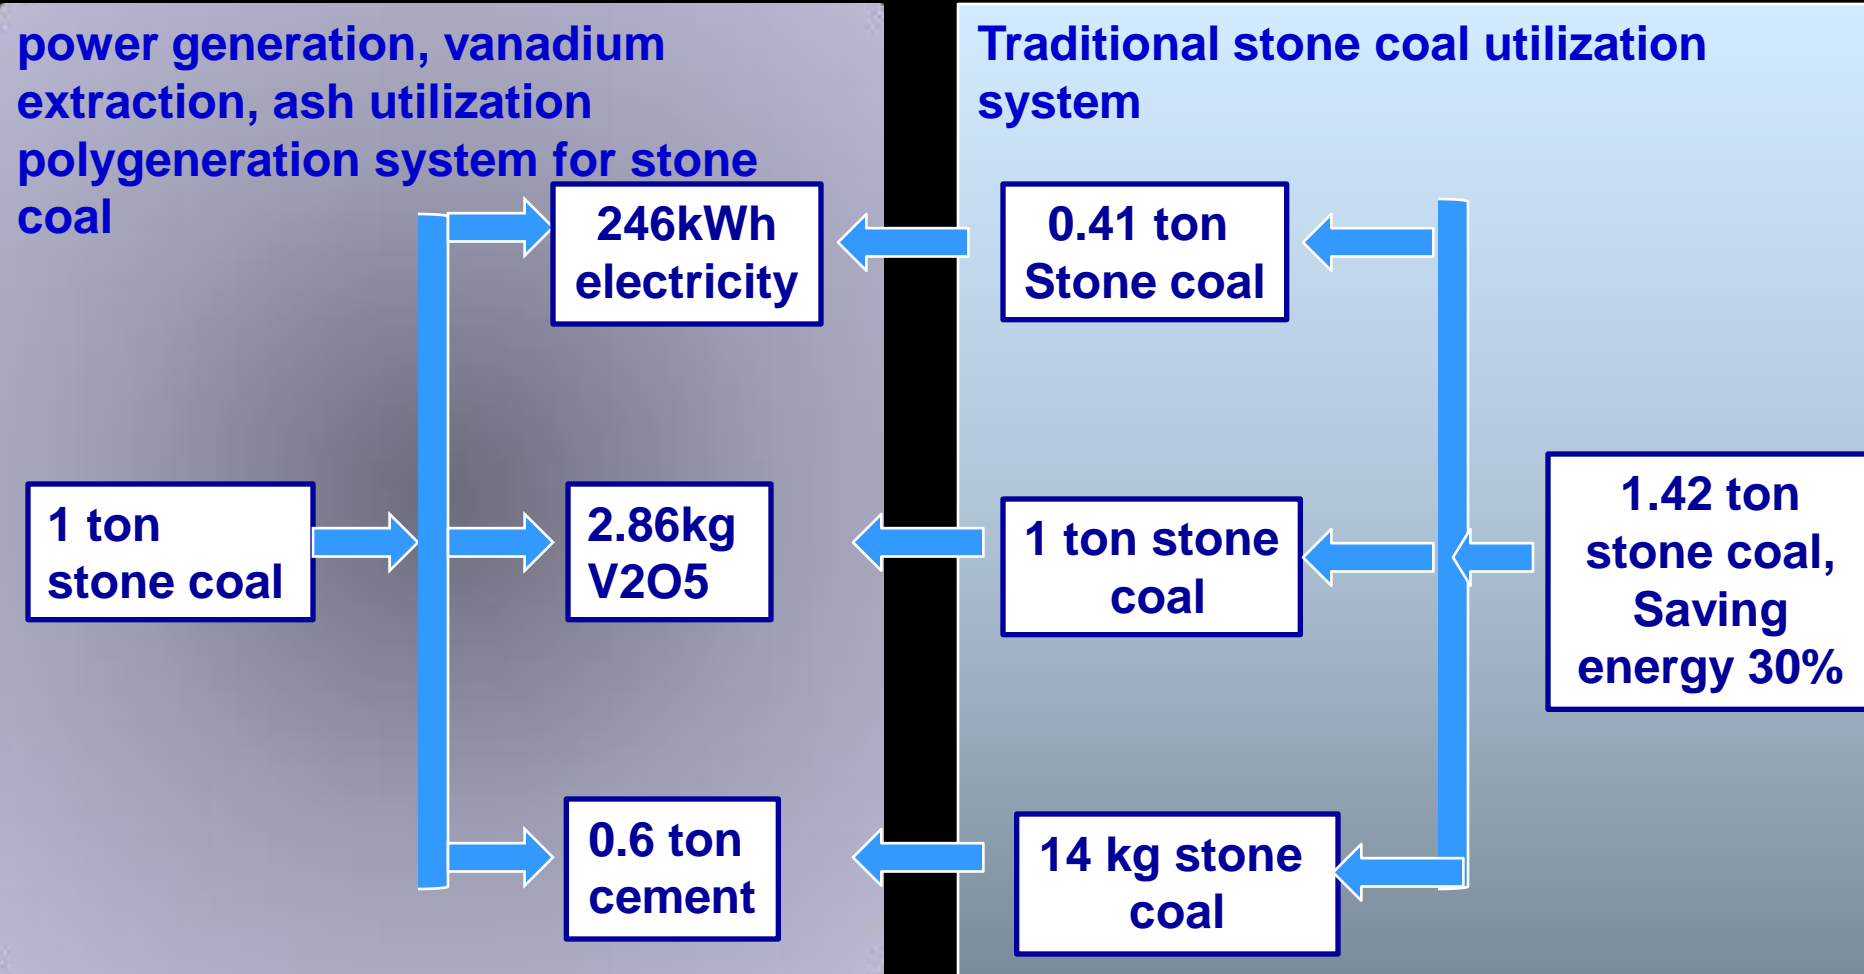 power generation, vanadium
extraction, ash utilization
polygeneration system for stone
coal
1 ton
stone coal
246kWh
electricity
2.86kg
V2O5
0.6 ton
cement
Traditional stone coal utilization
system
0.41 ton
Stone coal
1 ton stone
coal
14 kg stone
coal
1.42 ton
stone coal,
Saving
energy 30%